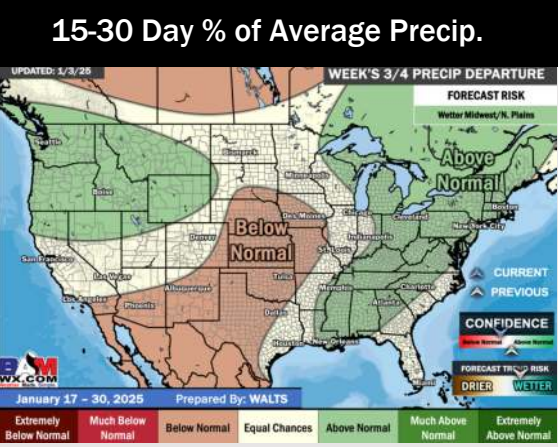 15-30 Day % of Average Precip.
UPDATED: 1/3/25
WEEK'S 3/4 PRECIP DEPARTURE
FORECAST RISK
Wetter Midwest/N. Plains
Seattle
Bismarck
Above
Normal
Minneapolis
Boise
Boston
Des Moines
Chicago
Cleveland
New York City
Below
Normal
Denver
Indianapolis
St. Louis
San Francisco
Las Vegas
Tulsa
CURRENT
PREVIOUS
Albuquerque
Memphis
Charlotte
Los Angeles
Phoenix
Atlanta
Dallas
CONFIDENCE
Below Normal
Above Normal
Houston
New Orleans
BAM
WX.COM
FORECAST TREND RISK
DRIER
WETTER
Miami
January 17 – 30, 2025
Prepared By: WALTS
Extremely
Below Normal
Much Below
Normal
Below Normal
Equal Chances
Above Normal
Much Above
Normal
Extremely
Above Normal